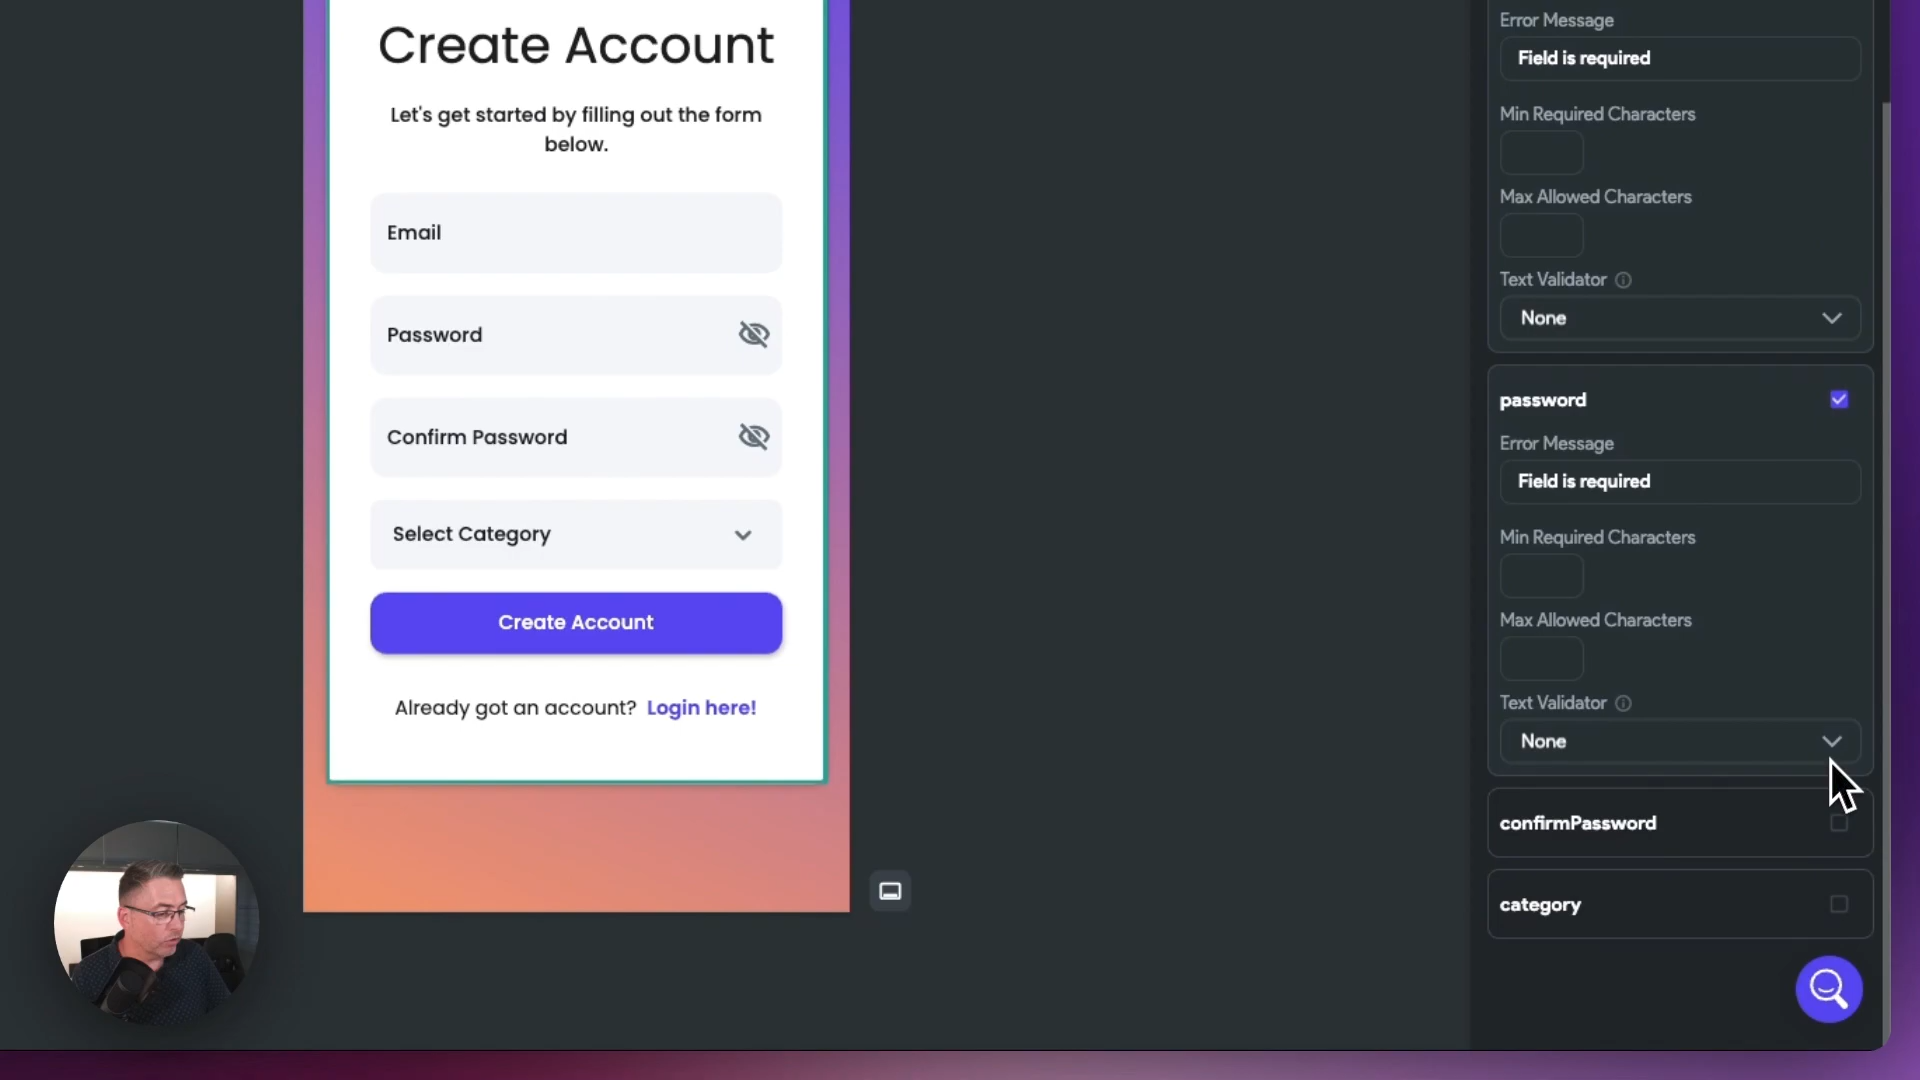 Create Account
Let's get started by filling out the form
below.
Email
Password
Confirm Password
Select Category
Create Account
Already got an account? Login here!
Error Message
Field is required
Min Required Characters
Max Allowed Characters
Text Validator
None
password
Error Message
Field is required
Min Required Characters
Max Allowed Characters
Text Validator
None
confirmPassword
category